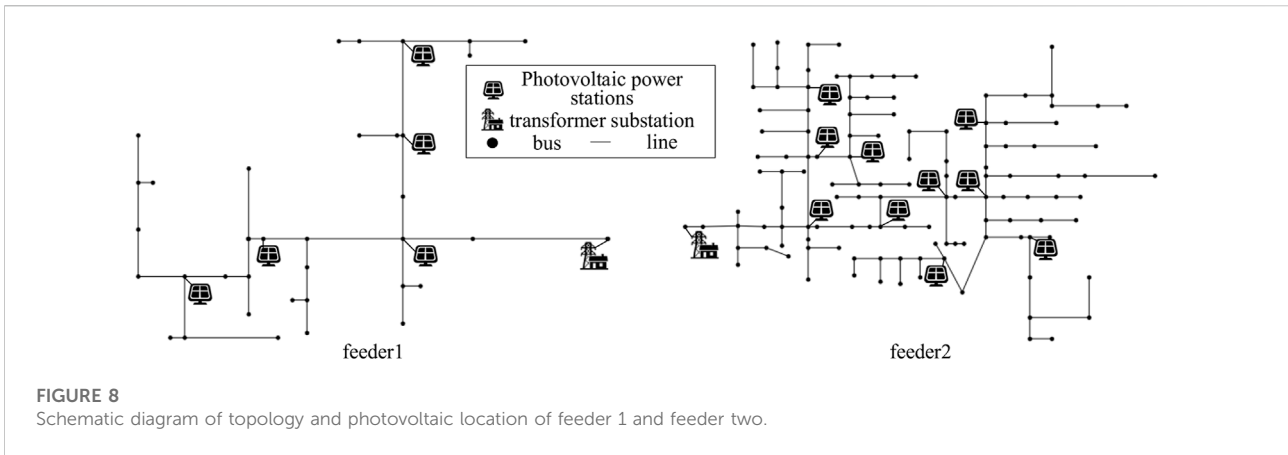 Photovoltaic power
stations
transformer substation
bus — line
feeder1
feeder2
FIGURE 8
Schematic diagram of topology and photovoltaic location of feeder 1 and feeder two.